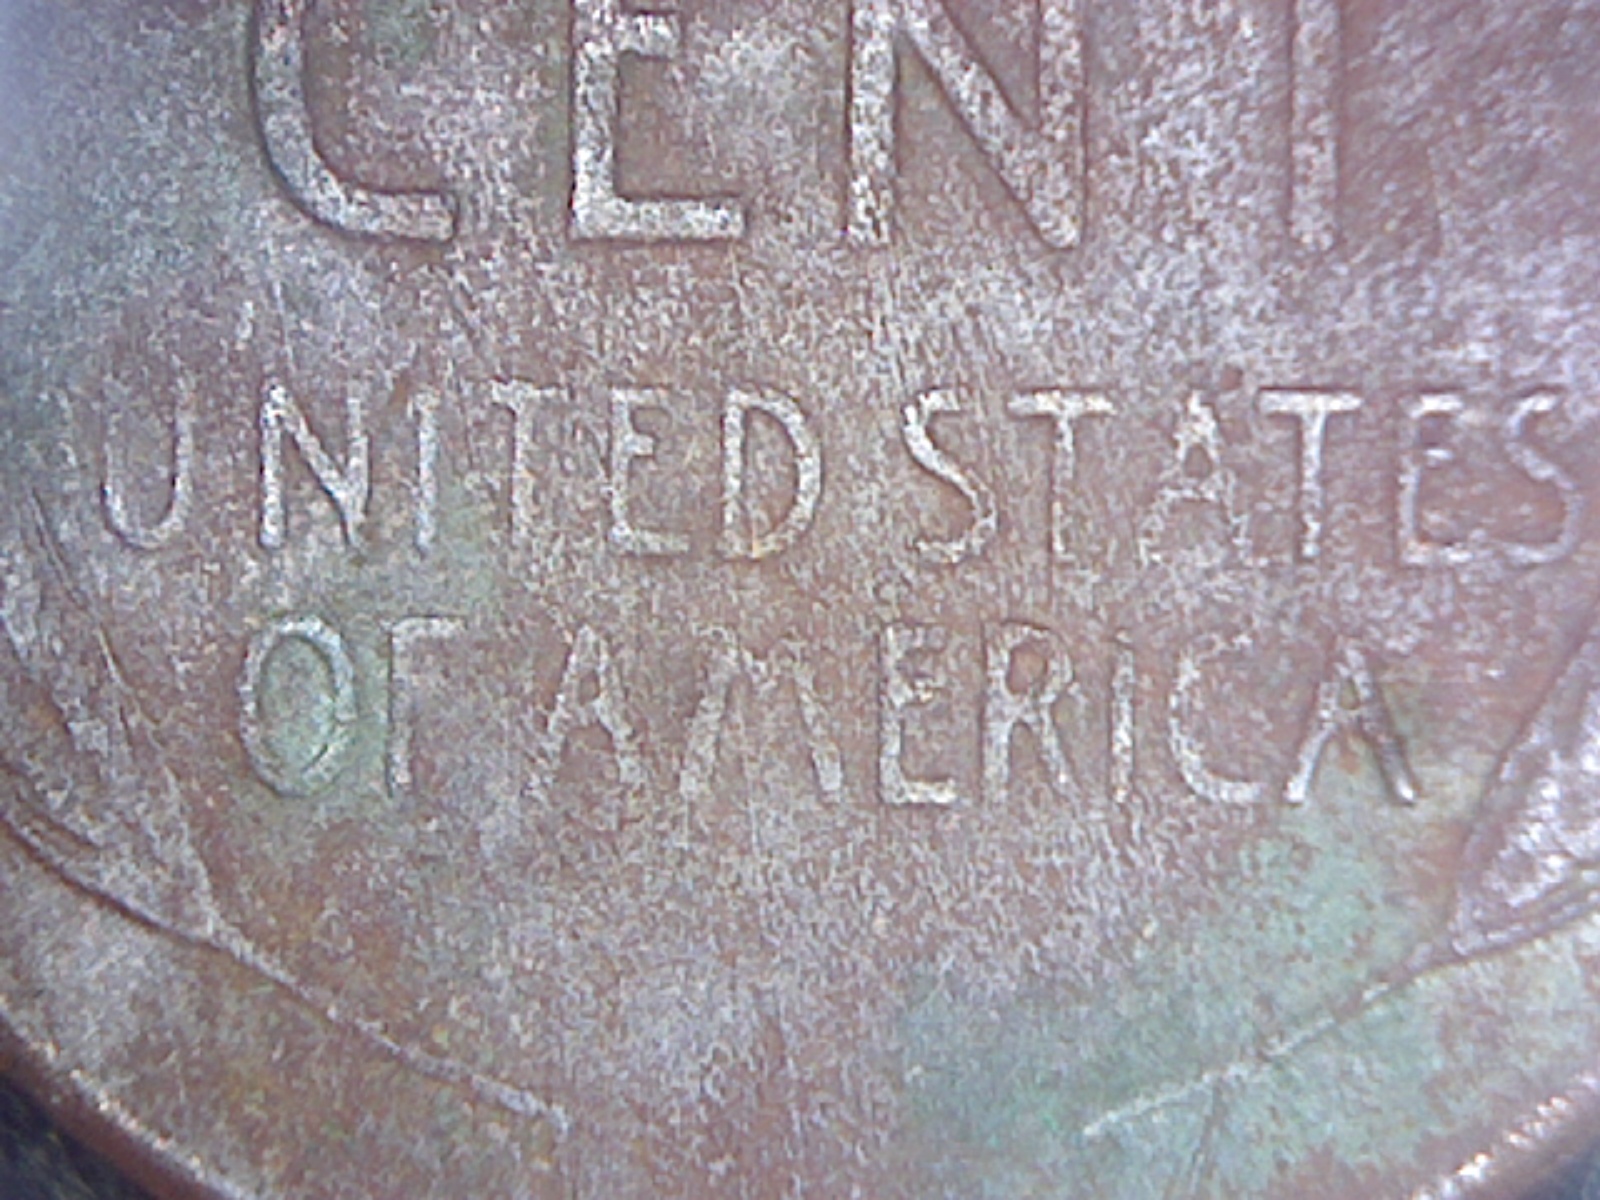 CENT
UNITED STATES
OF AMERICA